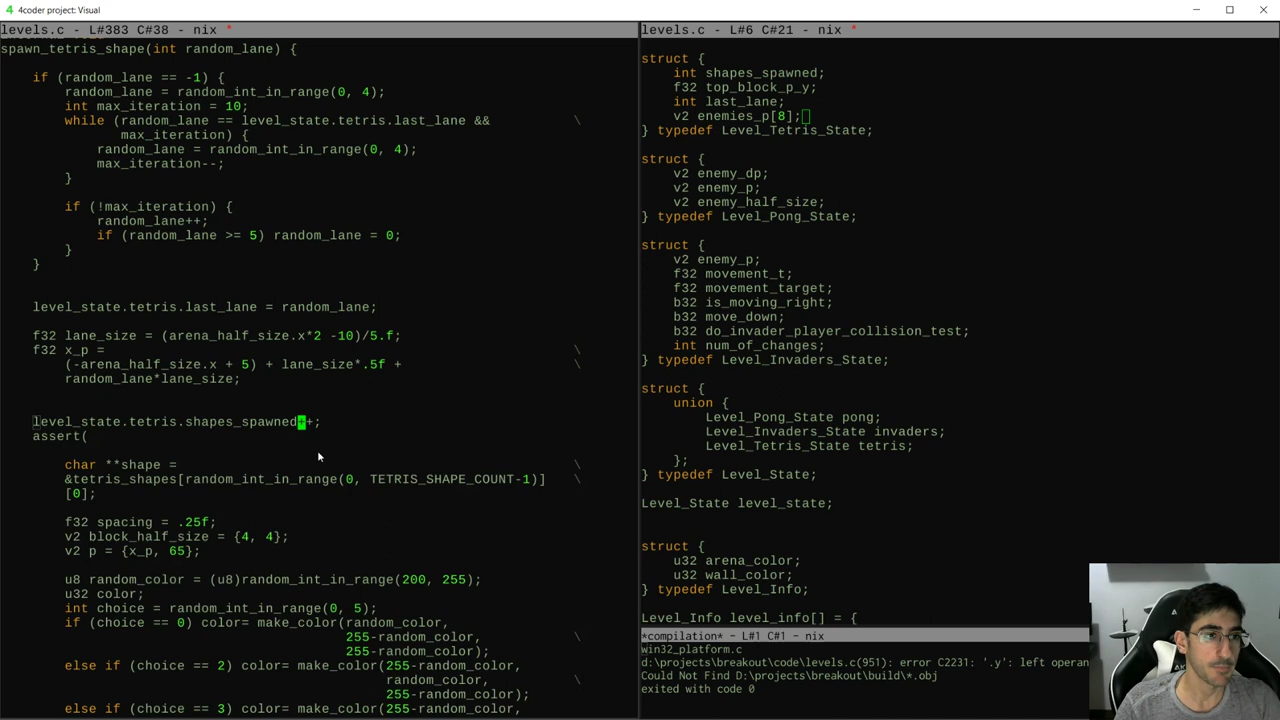 4coder project: Visual
levels.c - L#383 C#38 - nix *
spawn_tetris_shape(int random_lane) {
if (random_lane == -1) {
random_lane = random_int_in_range(0, 4);
int max_iteration = 10;
while (random_lane == level_state.tetris.last_lane && \
max_iteration) {
random_lane = random_int_in_range(0, 4);
max_iteration--;
}
if (!max_iteration) {
random_lane++;
if (random_lane >= 5) random_lane = 0;
}
}
level_state.tetris.last_lane = random_lane;
f32 lane_size = (arena_half_size.x*2 -10)/5.f;
f32 x_p = \
(-arena_half_size.x + 5) + lane_size*.5f + \
random_lane*lane_size;
level_state.tetris.shapes_spawned++;
assert(
char **shape = \
&tetris_shapes[random_int_in_range(0, TETRIS_SHAPE_COUNT-1)] \
[0];
f32 spacing = .25f;
v2 block_half_size = {4, 4};
v2 p = {x_p, 65};
u8 random_color = (u8)random_int_in_range(200, 255);
u32 color;
int choice = random_int_in_range(0, 5);
if (choice == 0) color= make_color(random_color,
255-random_color, \
255-random_color);
else if (choice == 2) color= make_color(255-random_color,
random_color, \
255-random_color);
else if (choice == 3) color= make_color(255-random_color,
levels.c - L#6 C#21 - nix *
struct {
int shapes_spawned;
f32 top_block_p_y;
int last_lane;
v2 enemies_p[8];
} typedef Level_Tetris_State;
struct {
v2 enemy_dp;
v2 enemy_p;
v2 enemy_half_size;
} typedef Level_Pong_State;
struct {
v2 enemy_p;
f32 movement_t;
f32 movement_target;
b32 is_moving_right;
b32 move_down;
b32 do_invader_player_collision_test;
int num_of_changes;
} typedef Level_Invaders_State;
struct {
union {
Level_Pong_State pong;
Level_Invaders_State invaders;
Level_Tetris_State tetris;
};
} typedef Level_State;
Level_State level_state;
struct {
u32 arena_color;
u32 wall_color;
} typedef Level_Info;
Level_Info level_info[] = {
*compilation* - L#1 C#1 - nix
win32_platform.c
d:\projects\breakout\code\levels.c(951): error C2231: '.y': left operan
Could Not Find D:\projects\breakout\build\*.obj
exited with code 0